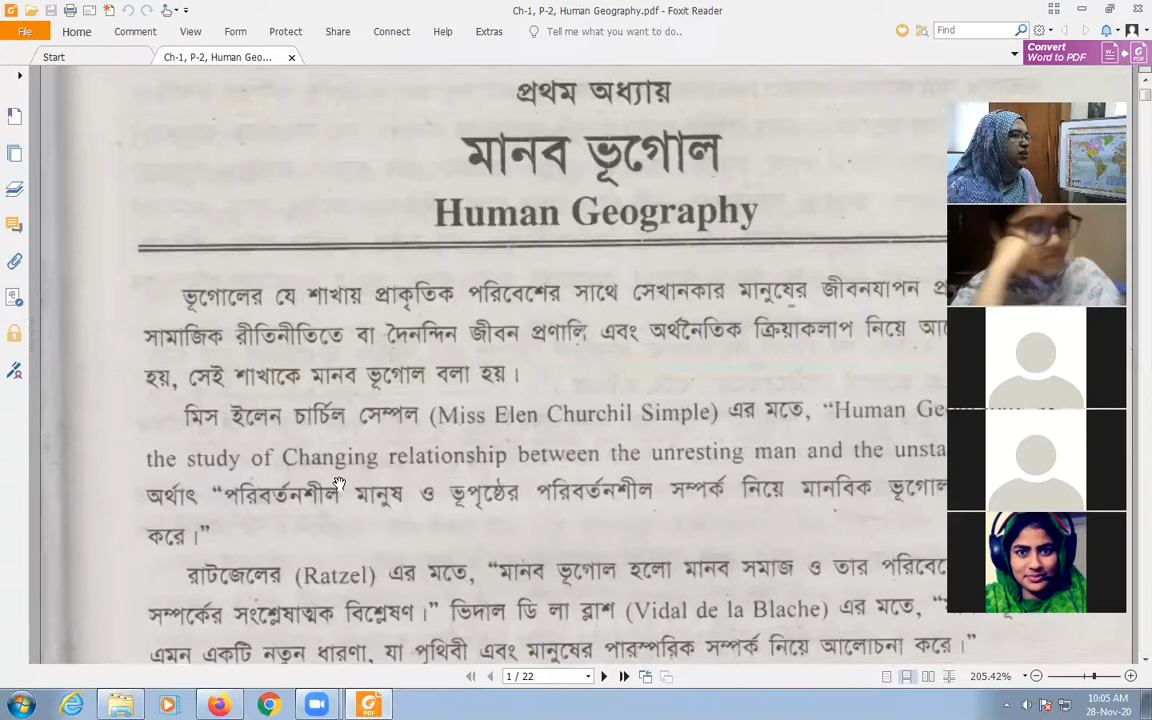 Ch-1, P-2, Human Geography.pdf - Foxit Reader
File Home Comment View Form Protect Share Connect Help Extras Tell me what you want to do.. Find
Start Ch-1, P-2, Human Geo...
Convert
Word to PDF
PDF
প্রথম অধ্যায়
মানব ভূগোল
Human Geography
ভূগোলের যে শাখায় প্রাকৃতিক পরিবেশের সাথে সেখানকার মানুষের জীবনযাপন
সামাজিক রীতিনীতিতে বা দৈনন্দিন জীবন প্রণালি এবং অর্থনৈতিক ক্রিয়াকলাপ নিয়ে
হয়, সেই শাখাকে মানব ভূগোল বলা হয়।
মিস ইলেন চার্চিল সেম্পল (Miss Elen Churchil Simple) এর মতে, “Human
the study of Changing relationship between the unresting man and the
অর্থাৎ “পরিবর্তনশীল মানুষ ও ভূপৃষ্ঠের পরিবর্তনশীল সম্পর্ক নিয়ে মানবিক ভূগোল
করে।”
রাটজেলের (Ratzel) এর মতে, “মানব ভূগোল হলো মানব সমাজ ও তার
সম্পর্কের সংশ্লেষাত্মক বিশ্লেষণ।” ভিদাল ডি লা ব্লাশ (Vidal de la Blache) এর মতে,
এমন একটি নতুন ধারণা, যা পৃথিবী এবং মানুষের পারস্পরিক সম্পর্ক নিয়ে আলোচনা করে।”
1 / 22 205.42%
10:05 AM
28-Nov-20